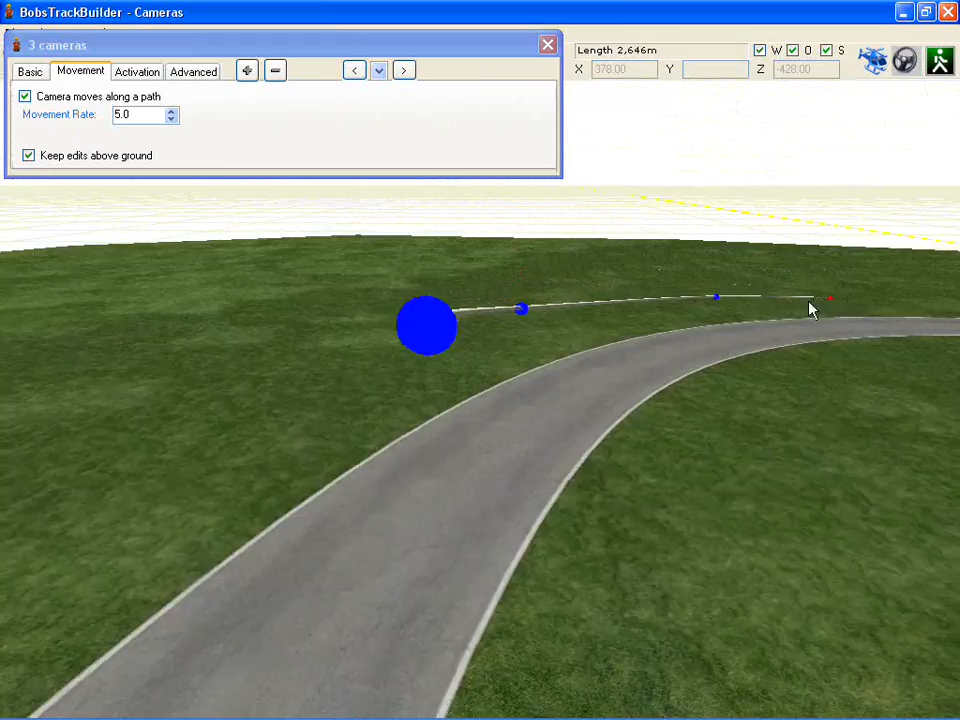 BobsTrackBuilder - Cameras
3 cameras
Length 2,646m
W O S
X 378.00 Y Z -428.00
Basic Movement Activation Advanced
Camera moves along a path
Movement Rate: 5.0
Keep edits above ground